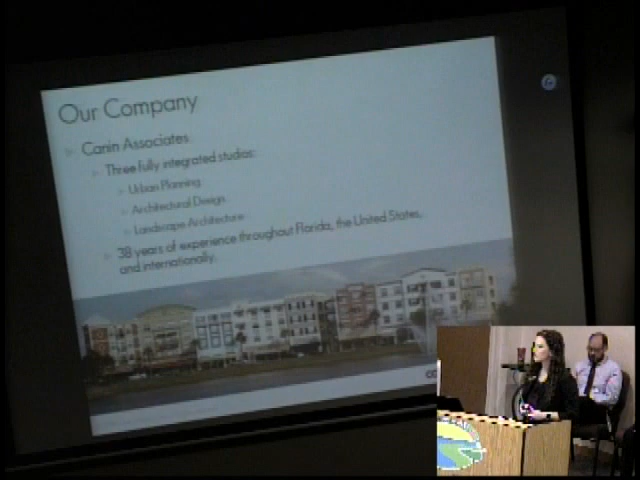 Our Company
Canin Associates
Three fully integrated studios:
Urban Planning
Architectural Design
Landscape Architecture
38 years of experience throughout Florida, the United States,
and internationally.